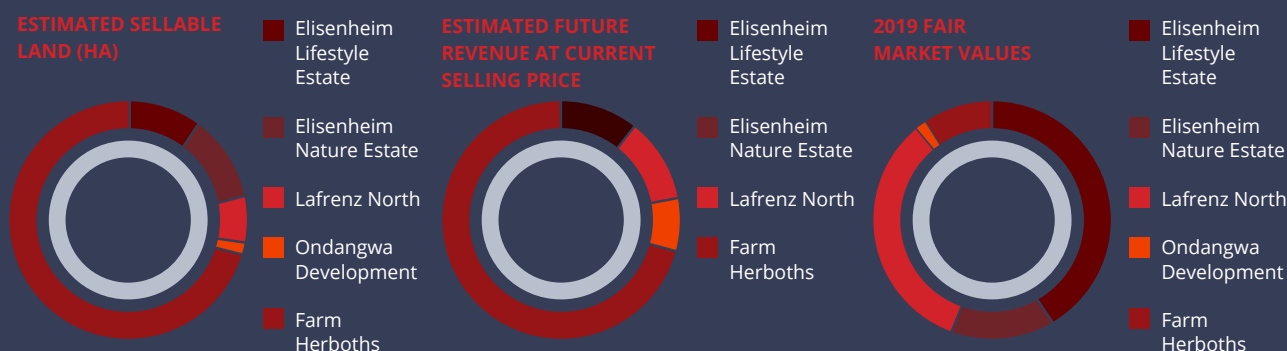 ESTIMATED SELLABLE
LAND (HA)
Elisenheim
Lifestyle
Estate
Elisenheim
Nature Estate
Lafrenz North
Ondangwa
Development
Farm
Herboths
ESTIMATED FUTURE
REVENUE AT CURRENT
SELLING PRICE
Elisenheim
Lifestyle
Estate
Elisenheim
Nature Estate
Lafrenz North
Farm
Herboths
2019 FAIR
MARKET VALUES
Elisenheim
Lifestyle
Estate
Elisenheim
Nature Estate
Lafrenz North
Ondangwa
Development
Farm
Herboths